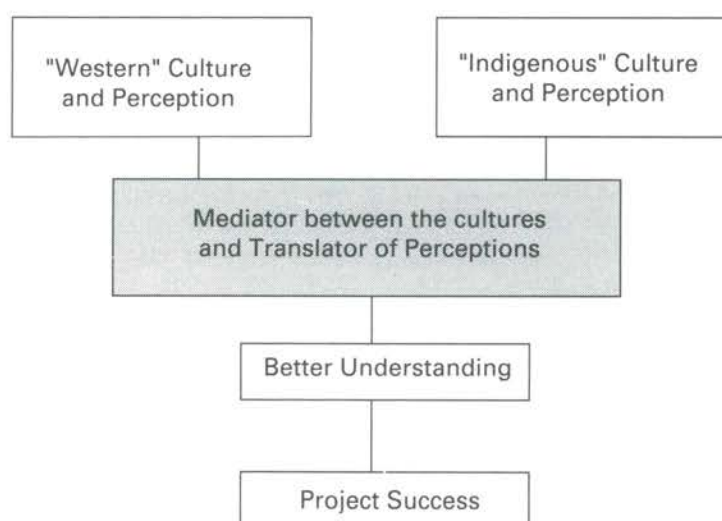 "Western" Culture
and Perception
"Indigenous" Culture
and Perception
Mediator between the cultures
and Translator of Perceptions
Better Understanding
Project Success